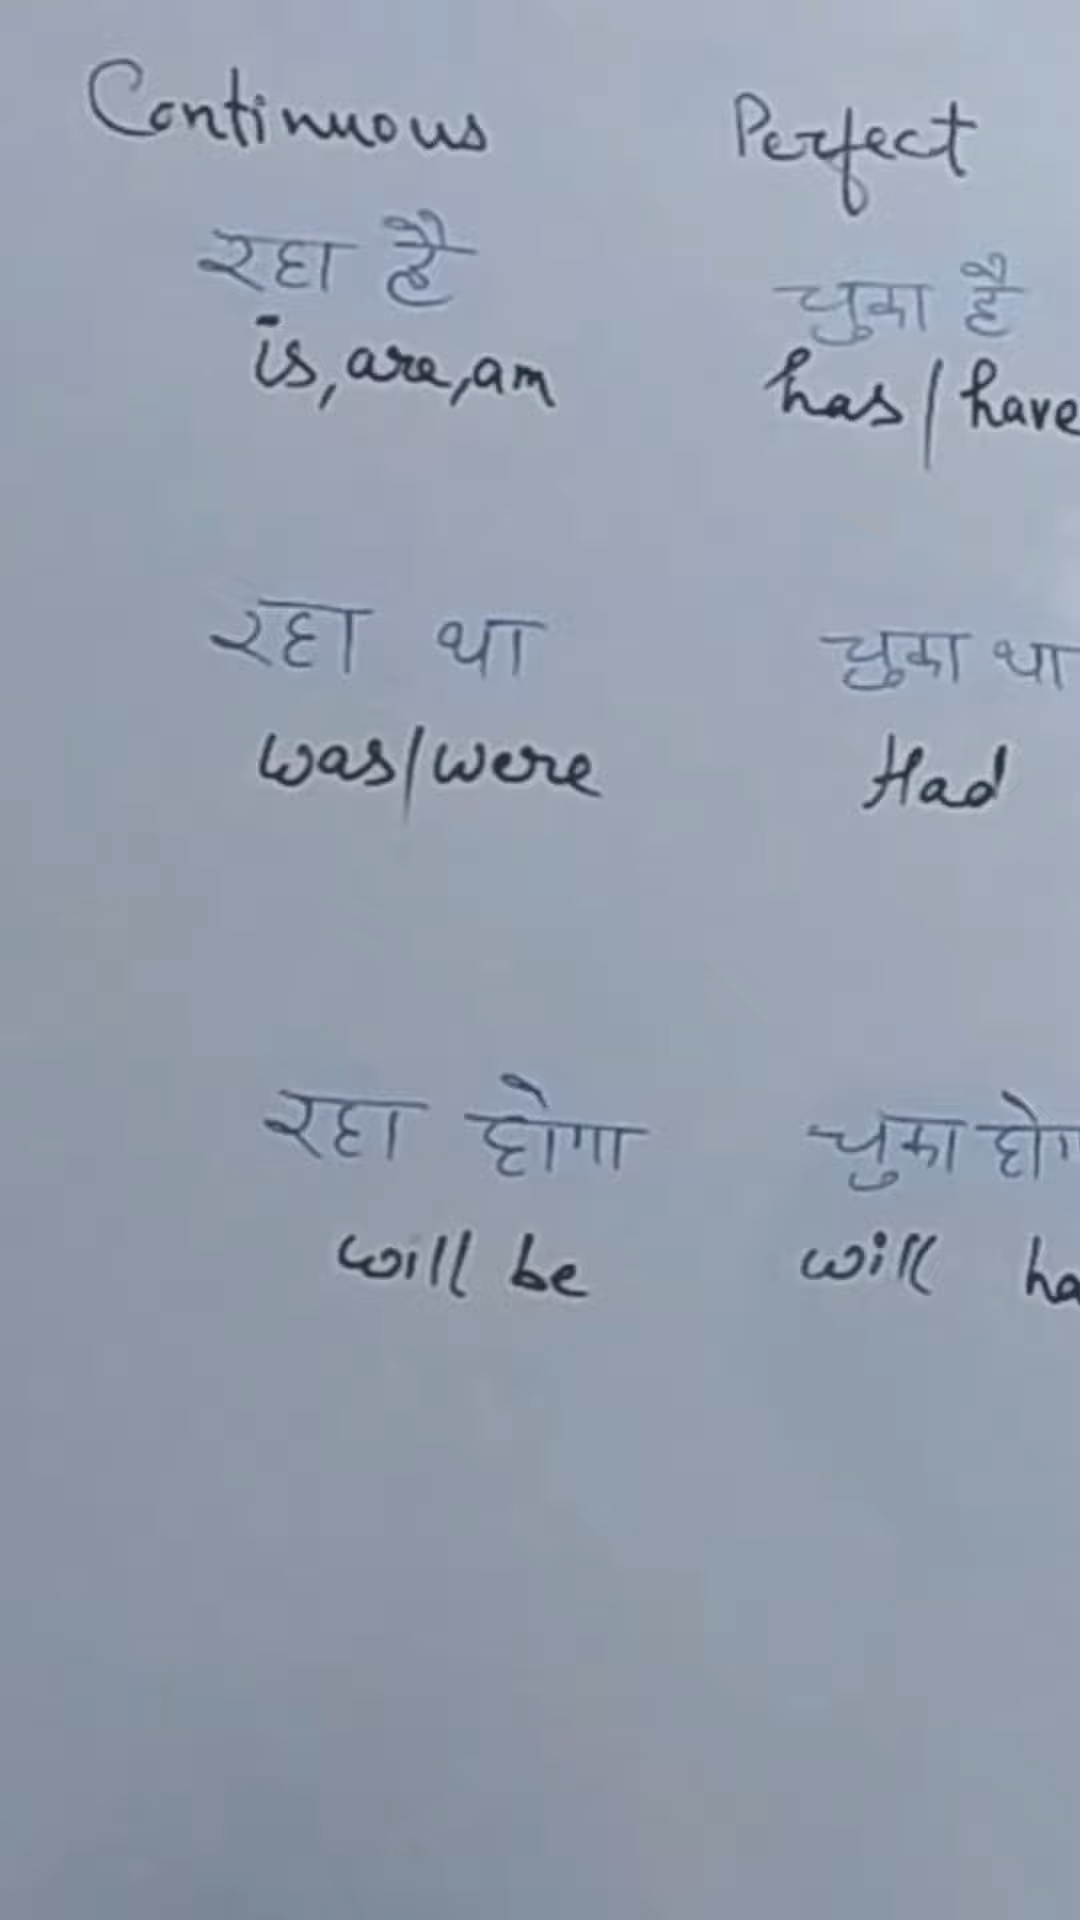 Continuous Perfect
रहा है चुका है
is, are, am has/have
रहा था चुका था
was/were Had
रहा होगा चुका
will be will